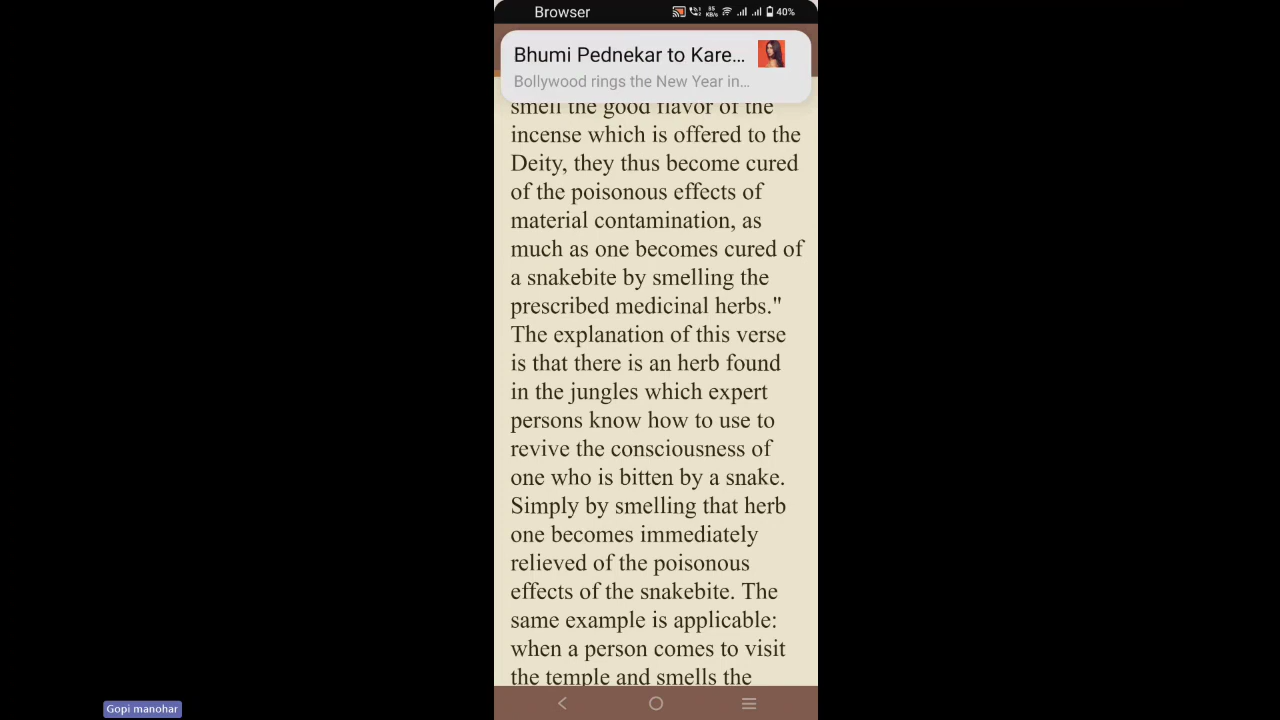 Browser
85
KB/s
40%
Bhumi Pednekar to Kare...
Bollywood rings the New Year in...
smell the good flavor of the
incense which is offered to the
Deity, they thus become cured
of the poisonous effects of
material contamination, as
much as one becomes cured of
a snakebite by smelling the
prescribed medicinal herbs."
The explanation of this verse
is that there is an herb found
in the jungles which expert
persons know how to use to
revive the consciousness of
one who is bitten by a snake.
Simply by smelling that herb
one becomes immediately
relieved of the poisonous
effects of the snakebite. The
same example is applicable:
when a person comes to visit
the temple and smells the
Gopi manohar